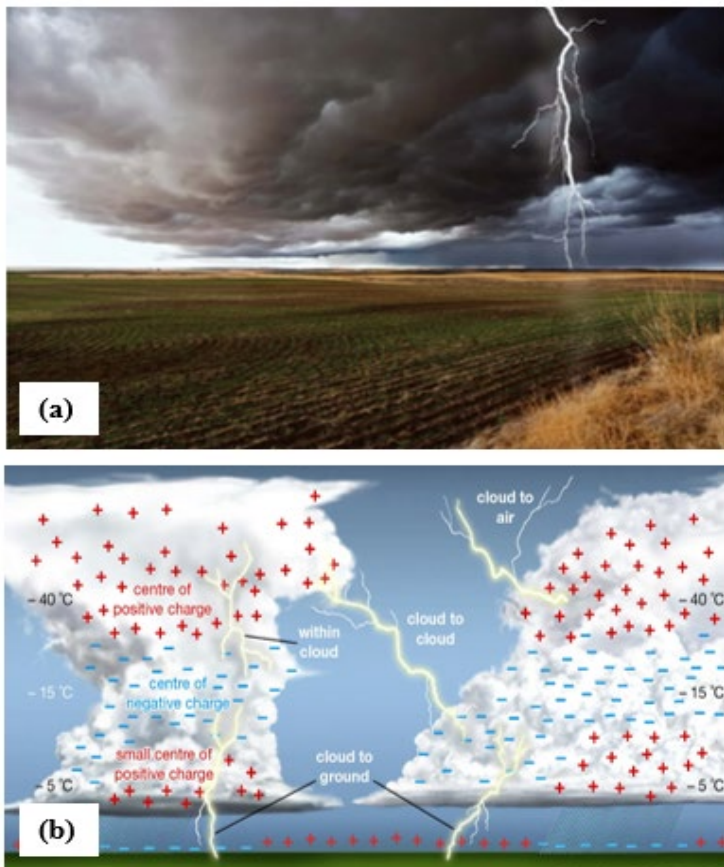 (a)
cloud to
air
− 40 °C
centre of
positive charge
within
cloud
cloud to
cloud
− 40 °C
− 15 °C
centre of
negative charge
− 15 °C
small centre of
positive charge
− 5 °C
cloud to
ground
− 5 °C
(b)